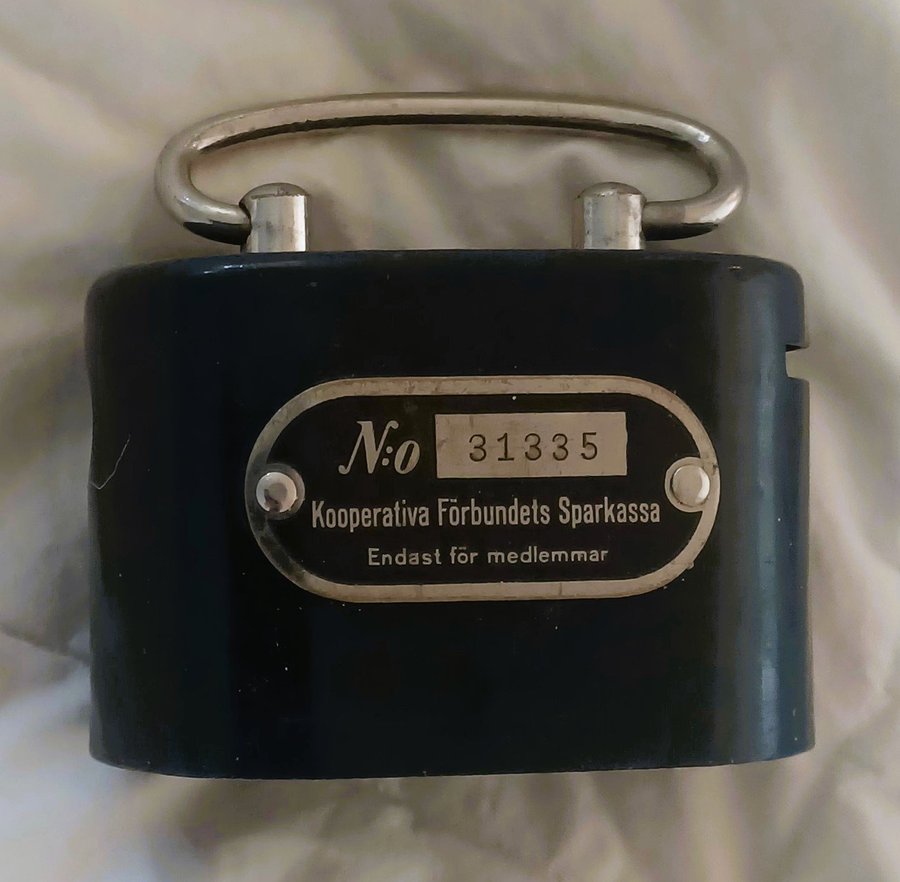 N:o 31335
Kooperativa Förbundets Sparkassa
Endast för medlemmar